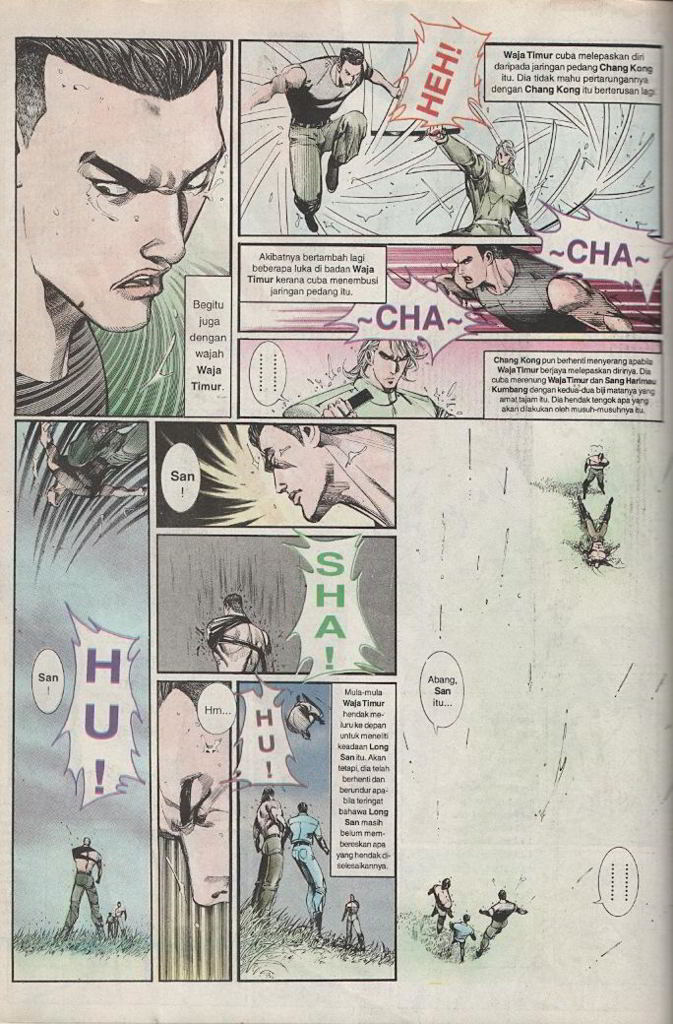 Begitu
juga
dengan
wajah
Waja
Timur.
HEH!
Waja Timur cuba melepaskan diri
daripada jaringan pedang Chang Kong
itu. Dia tidak mahu pertarungannya
dengan Chang Kong itu berterusan lagi.
Akibatnya bertambah lagi
beberapa luka di badan Waja
Timur kerana cuba menembusi
jaringan pedang itu.
~CHA~
~CHA~
Chang Kong pun berhenti menyerang apabila
Waja Timur berjaya melepaskan dirinya. Dia
cuba merenung Waja Timur dan Sang Harimau
Kumbang dengan kedua-dua biji matanya yang
amat tajam itu. Dia hendak tengok apa yang
akan dilakukan oleh musuh-musuhnya itu.
San
!
HU!
San
!
SHA!
Hm...
HU!
Mula-mula
Waja Timur
hendak me-
luru ke depan
untuk meneliti
keadaan Long
San itu. Akan
tetapi, dia telah
berhenti dan
berundur apa-
bila teringat
bahawa Long
San masih
belum mem-
bereskan apa
yang hendak di-
selesaikannya.
Abang,
San
itu...